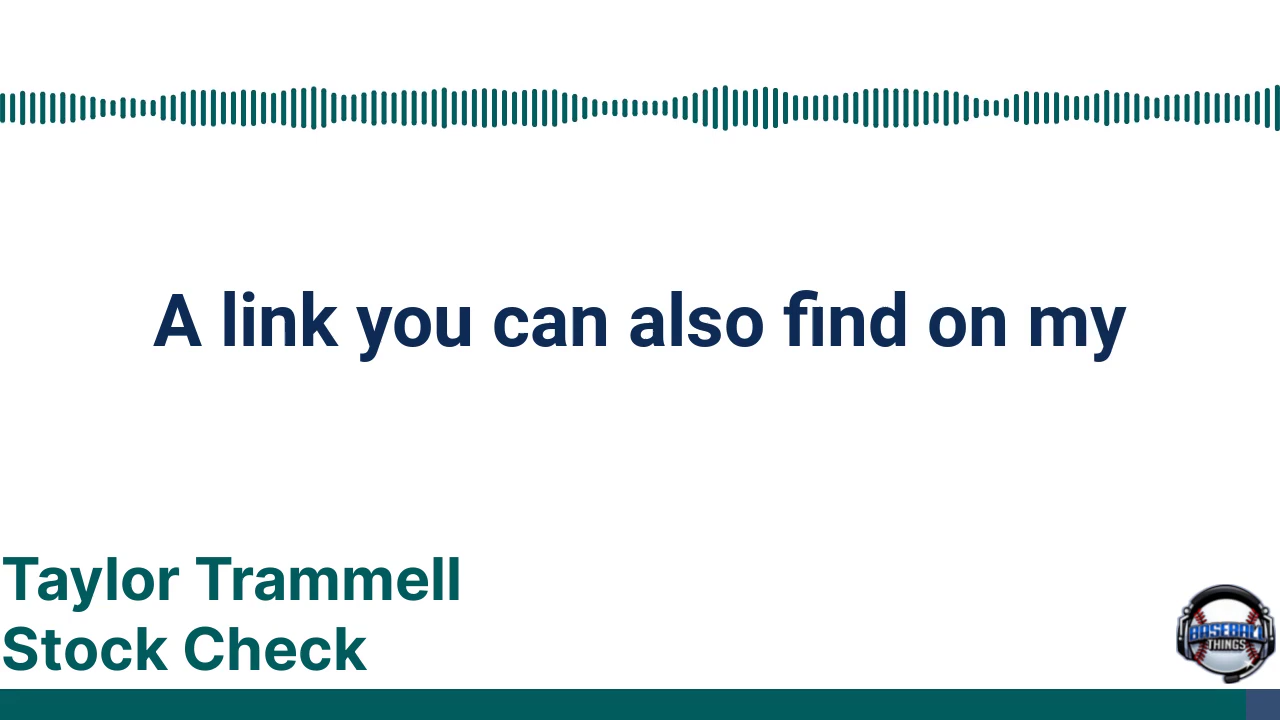 A link you can also find on my
Taylor Trammell
Stock Check
BASEBALL
THINGS